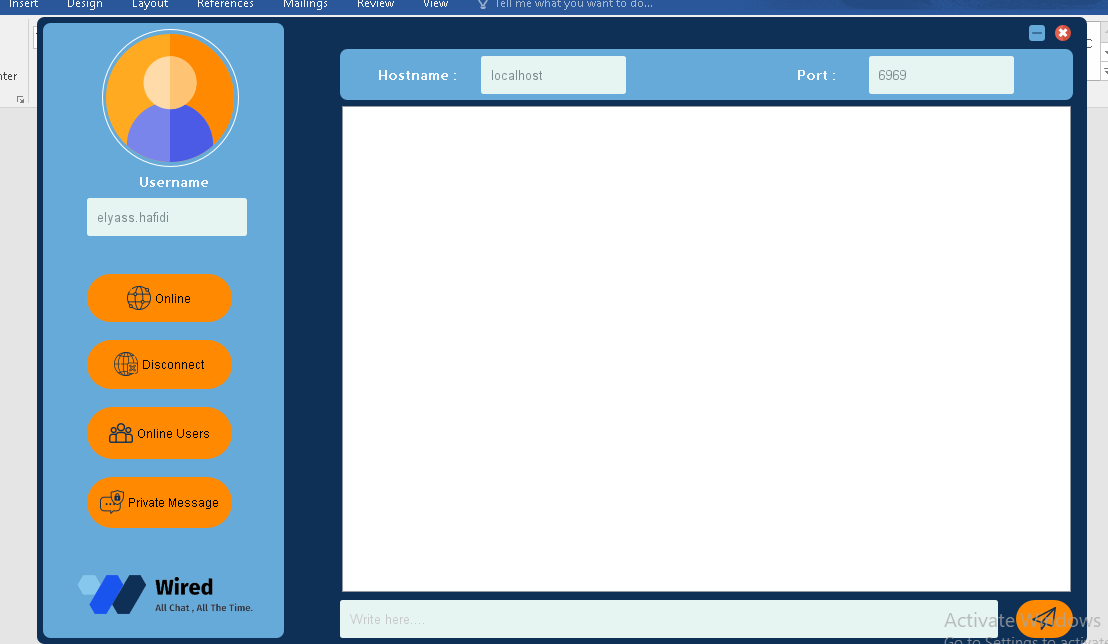 Insert Design Layout References Mailings Review View Tell me what you want to do...
Hostname : localhost Port : 6969
Username
elyass.hafidi
Online
Disconnect
Online Users
Private Message
Wired
All Chat , All The Time.
Write here....
Activate Windows
Go to Settings to activate